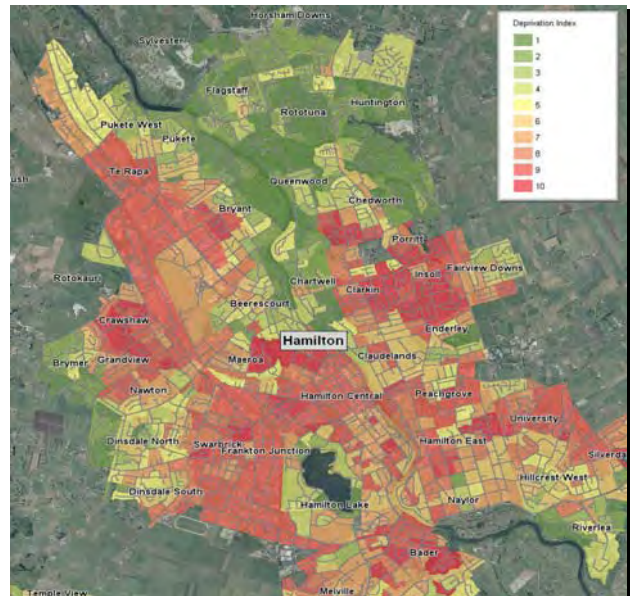 Horsham Downs
Deprivation Index
1
2
3
4
5
6
7
8
9
10
Sylvester
Flagstaff
Huntington
Rototuna
Pukete West
Pukete
Te Rapa
ush
Queenwood
Chedworth
Bryant
Porritt
Rotokauri
Insoll
Fairview Downs
Chartwell
Clarkin
Beerescourt
Crawshaw
Enderley
Hamilton
Brymer
Grandview
Maeroa
Claudelands
Nawton
Hamilton Central
Peachgrove
University
Dinsdale North
Swarbrick
Hamilton East
Frankton Junction
Silverda
Hillcrest West
Dinsdale South
Hamilton Lake
Naylor
Riverlea
Bader
Temple View
Melville